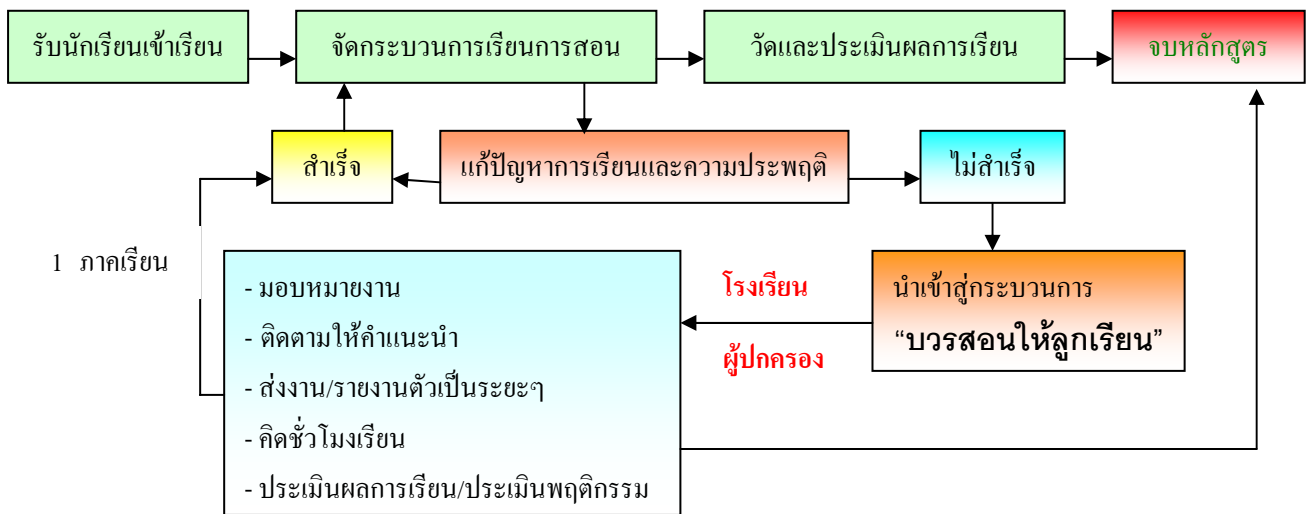 รับนักเรียนเข้าเรียน
จัดกระบวนการเรียนการสอน
วัดและประเมินผลการเรียน
จบหลักสูตร
สำเร็จ
แก้ปัญหาการเรียนและความประพฤติ
ไม่สำเร็จ
1 ภาคเรียน
- มอบหมายงาน
- ติดตามให้คำแนะนำ
- ส่งงาน/รายงานตัวเป็นระยะๆ
- คิดชั่วโมงเรียน
- ประเมินผลการเรียน/ประเมินพฤติกรรม
โรงเรียน
ผู้ปกครอง
นำเข้าสู่กระบวนการ
“บวรสอนให้ลูกเรียน”